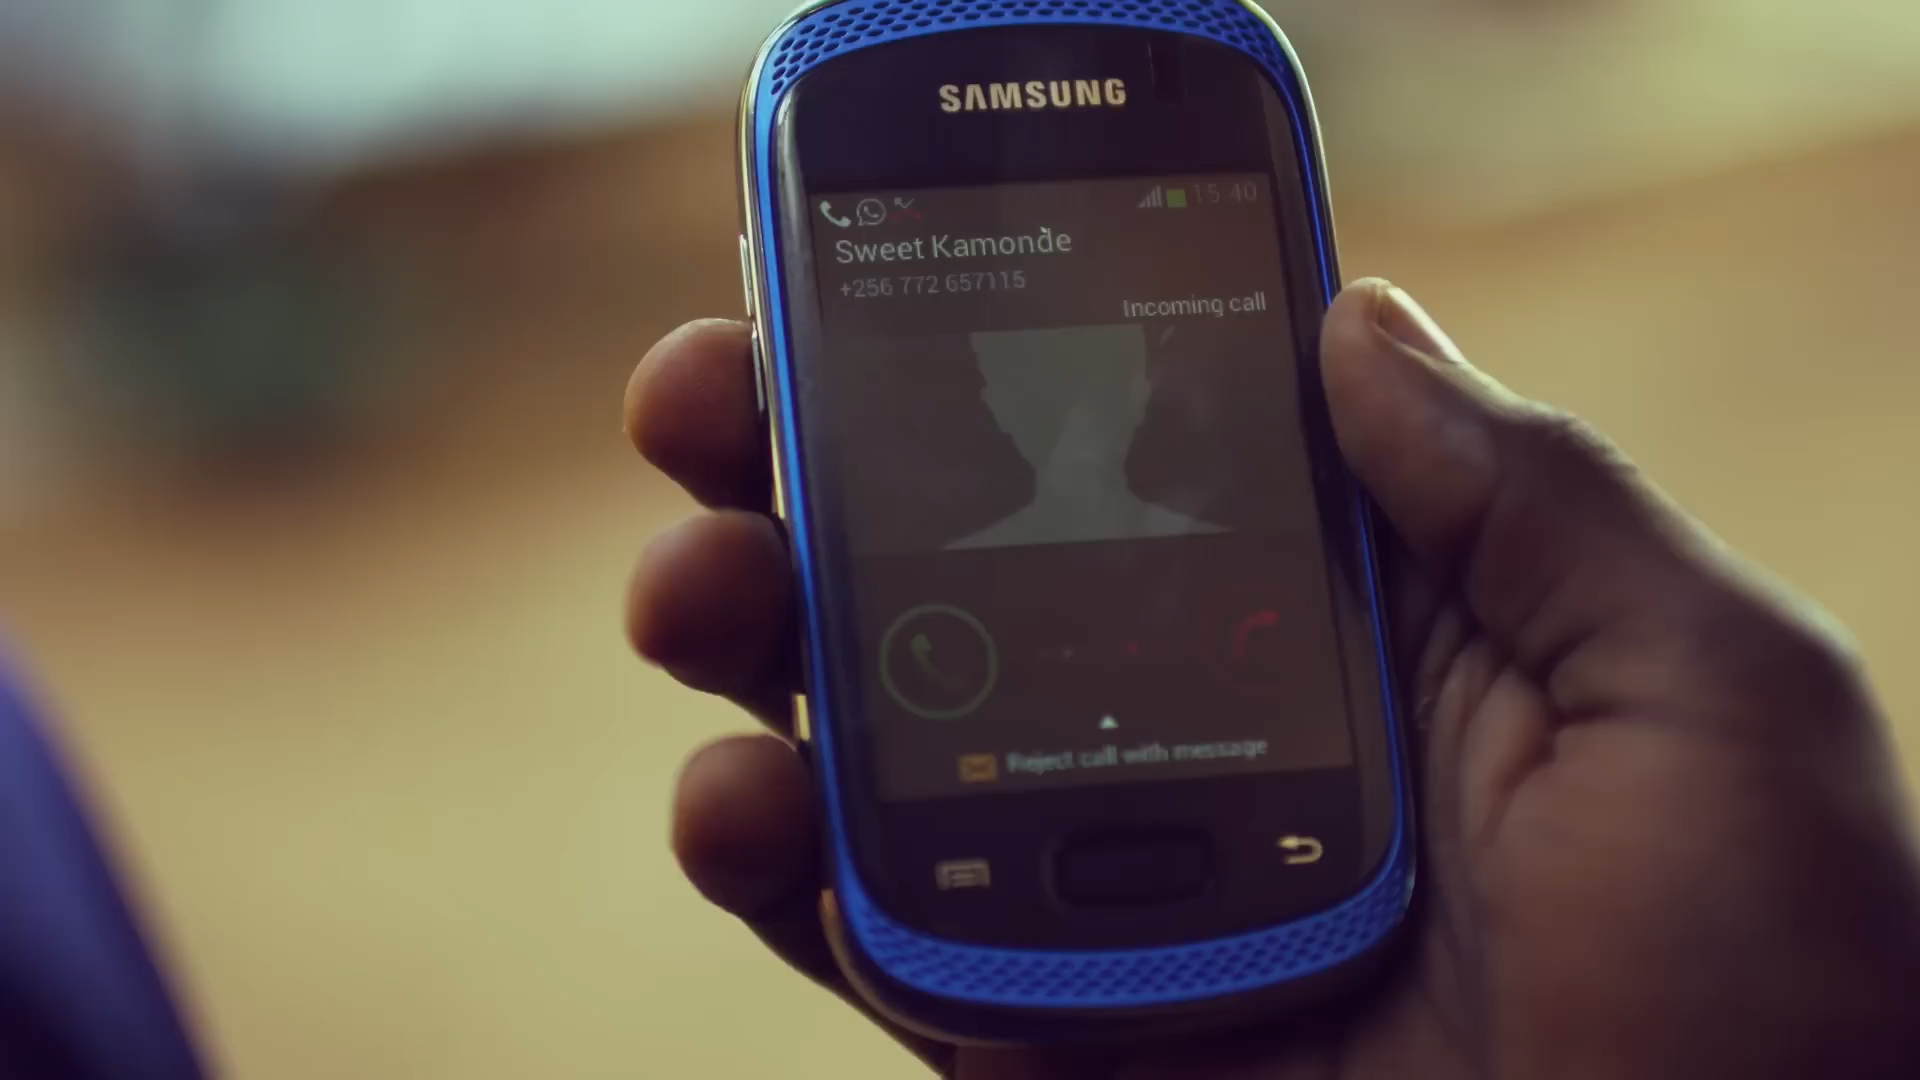 SAMSUNG
15:40
Sweet Kamonde
+256 772 657115
Incoming call
Reject call with message